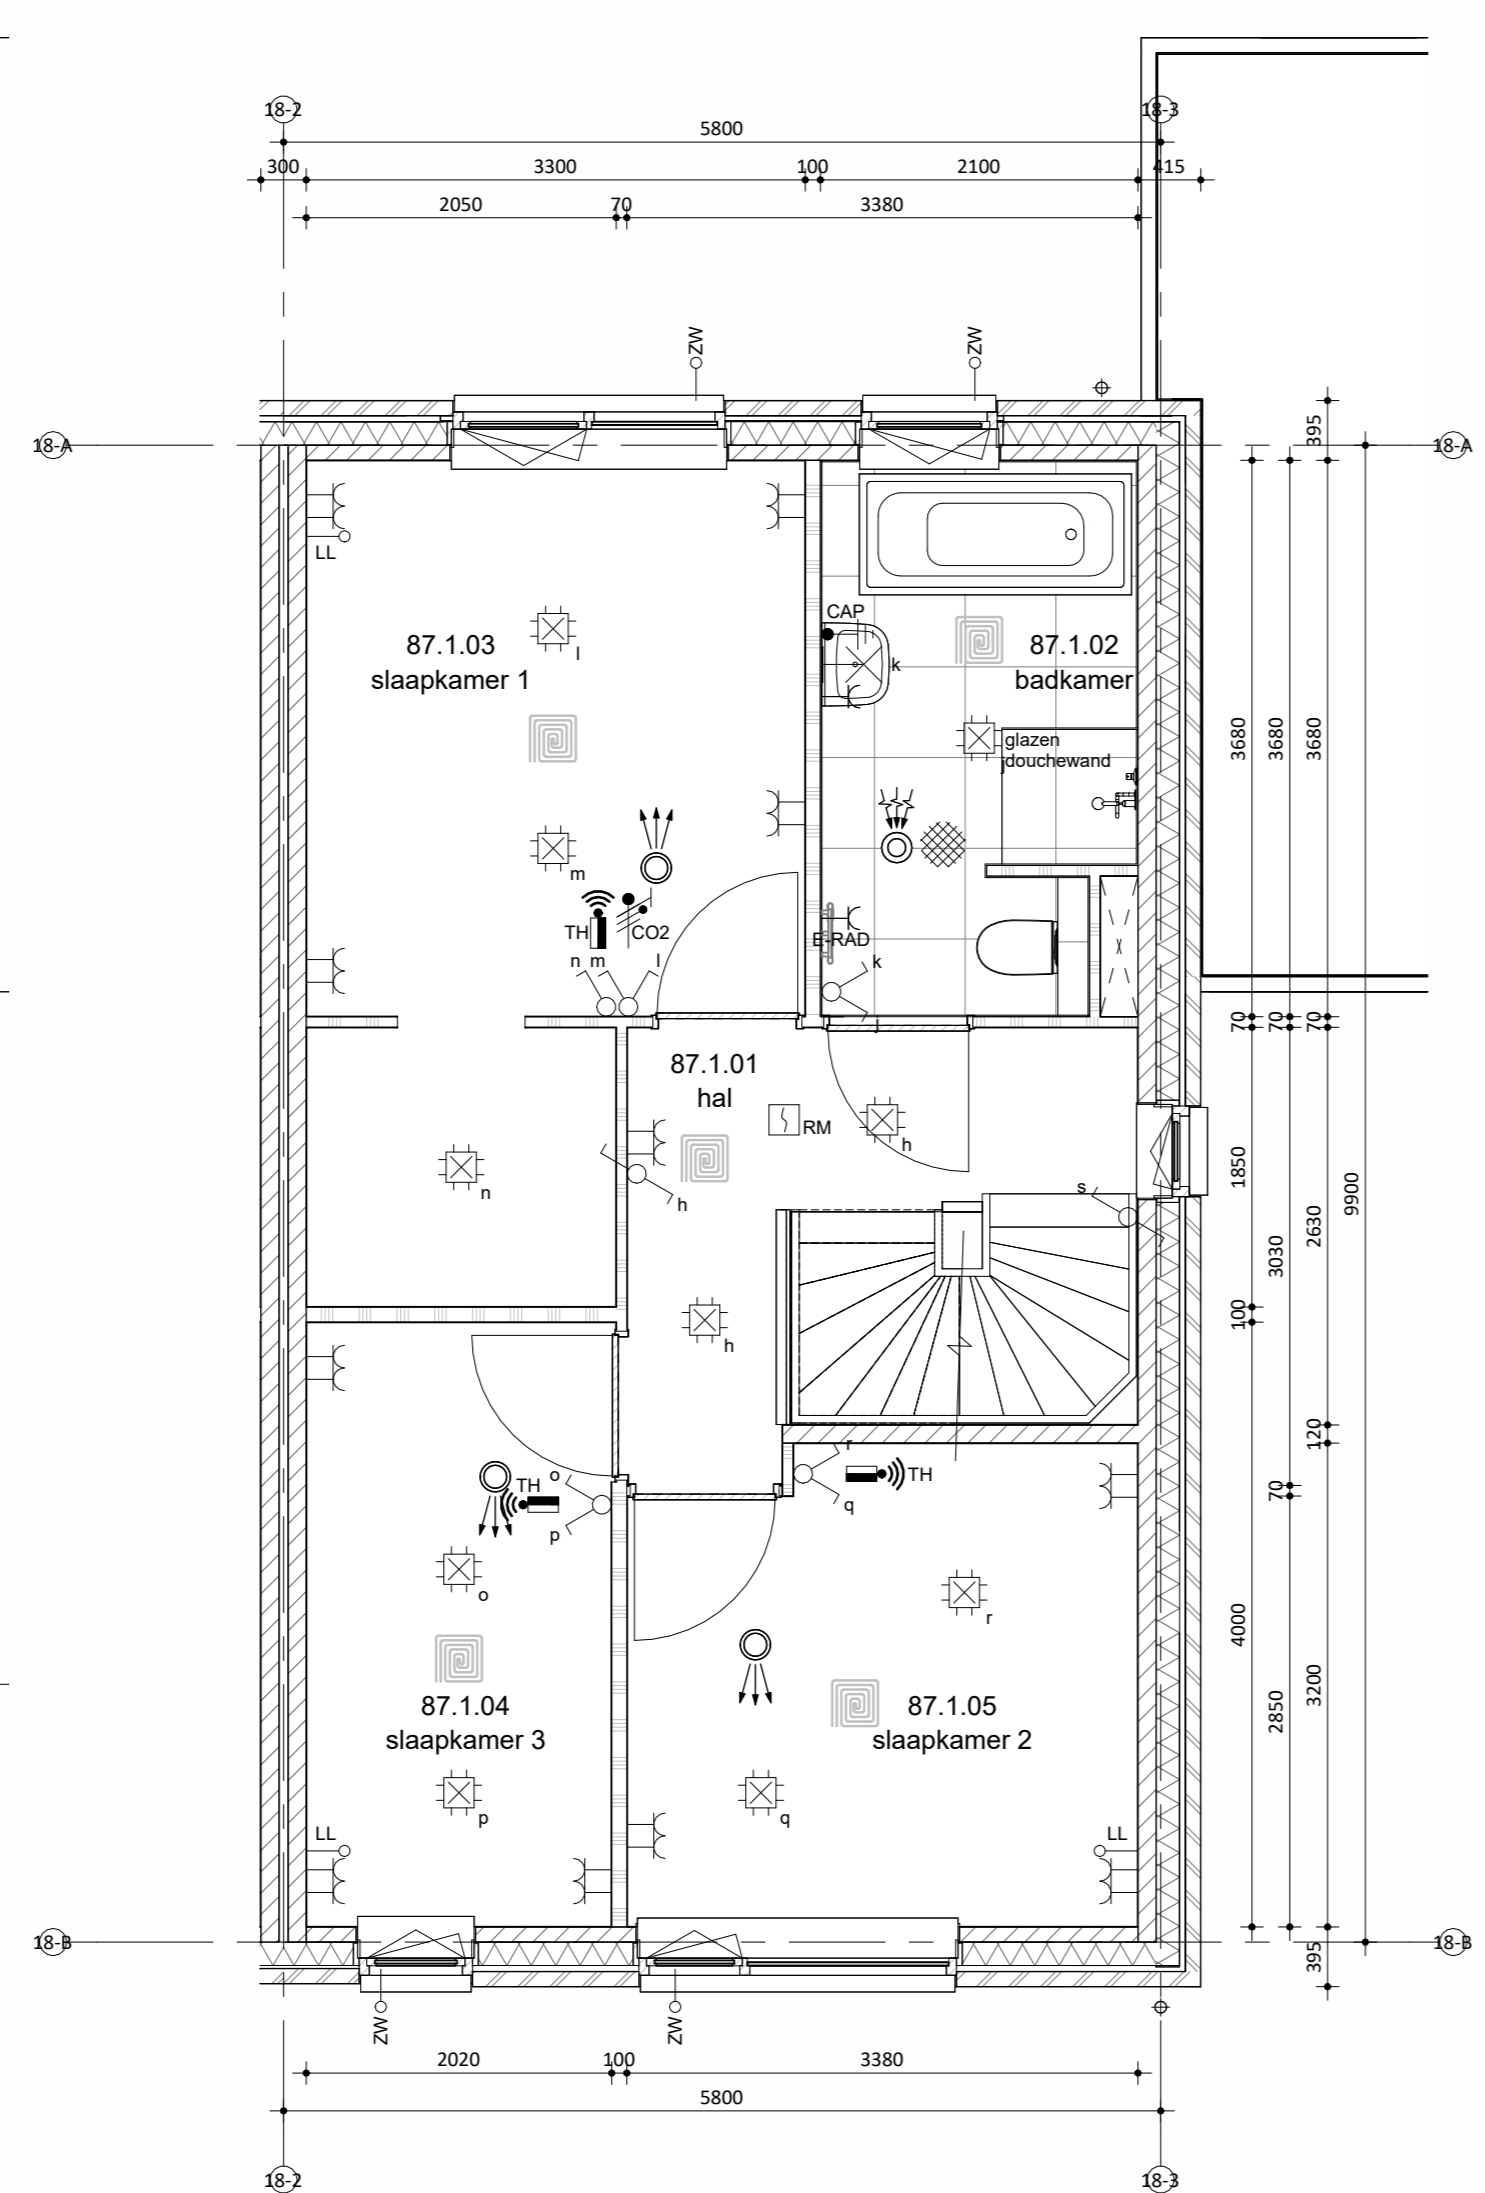 18-2
18-3
5800
300
3300
100
2100
415
2050
70
3380
ZW
ZW
18-A
18-A
395
LL
CAP
87.1.03
slaapkamer 1
l
k
87.1.02
badkamer
glazen
douchewand
j
3680
3680
3680
m
TH
CO2
E-RAD
n
m
l
k
j
70
70
70
87.1.01
hal
RM
h
n
h
s
1850
3030
2630
9900
100
h
120
70
r
TH
q
TH
o
p
o
r
4000
2850
3200
87.1.04
slaapkamer 3
87.1.05
slaapkamer 2
p
q
LL
LL
18-B
18-B
395
ZW
ZW
2020
100
3380
5800
18-2
18-3